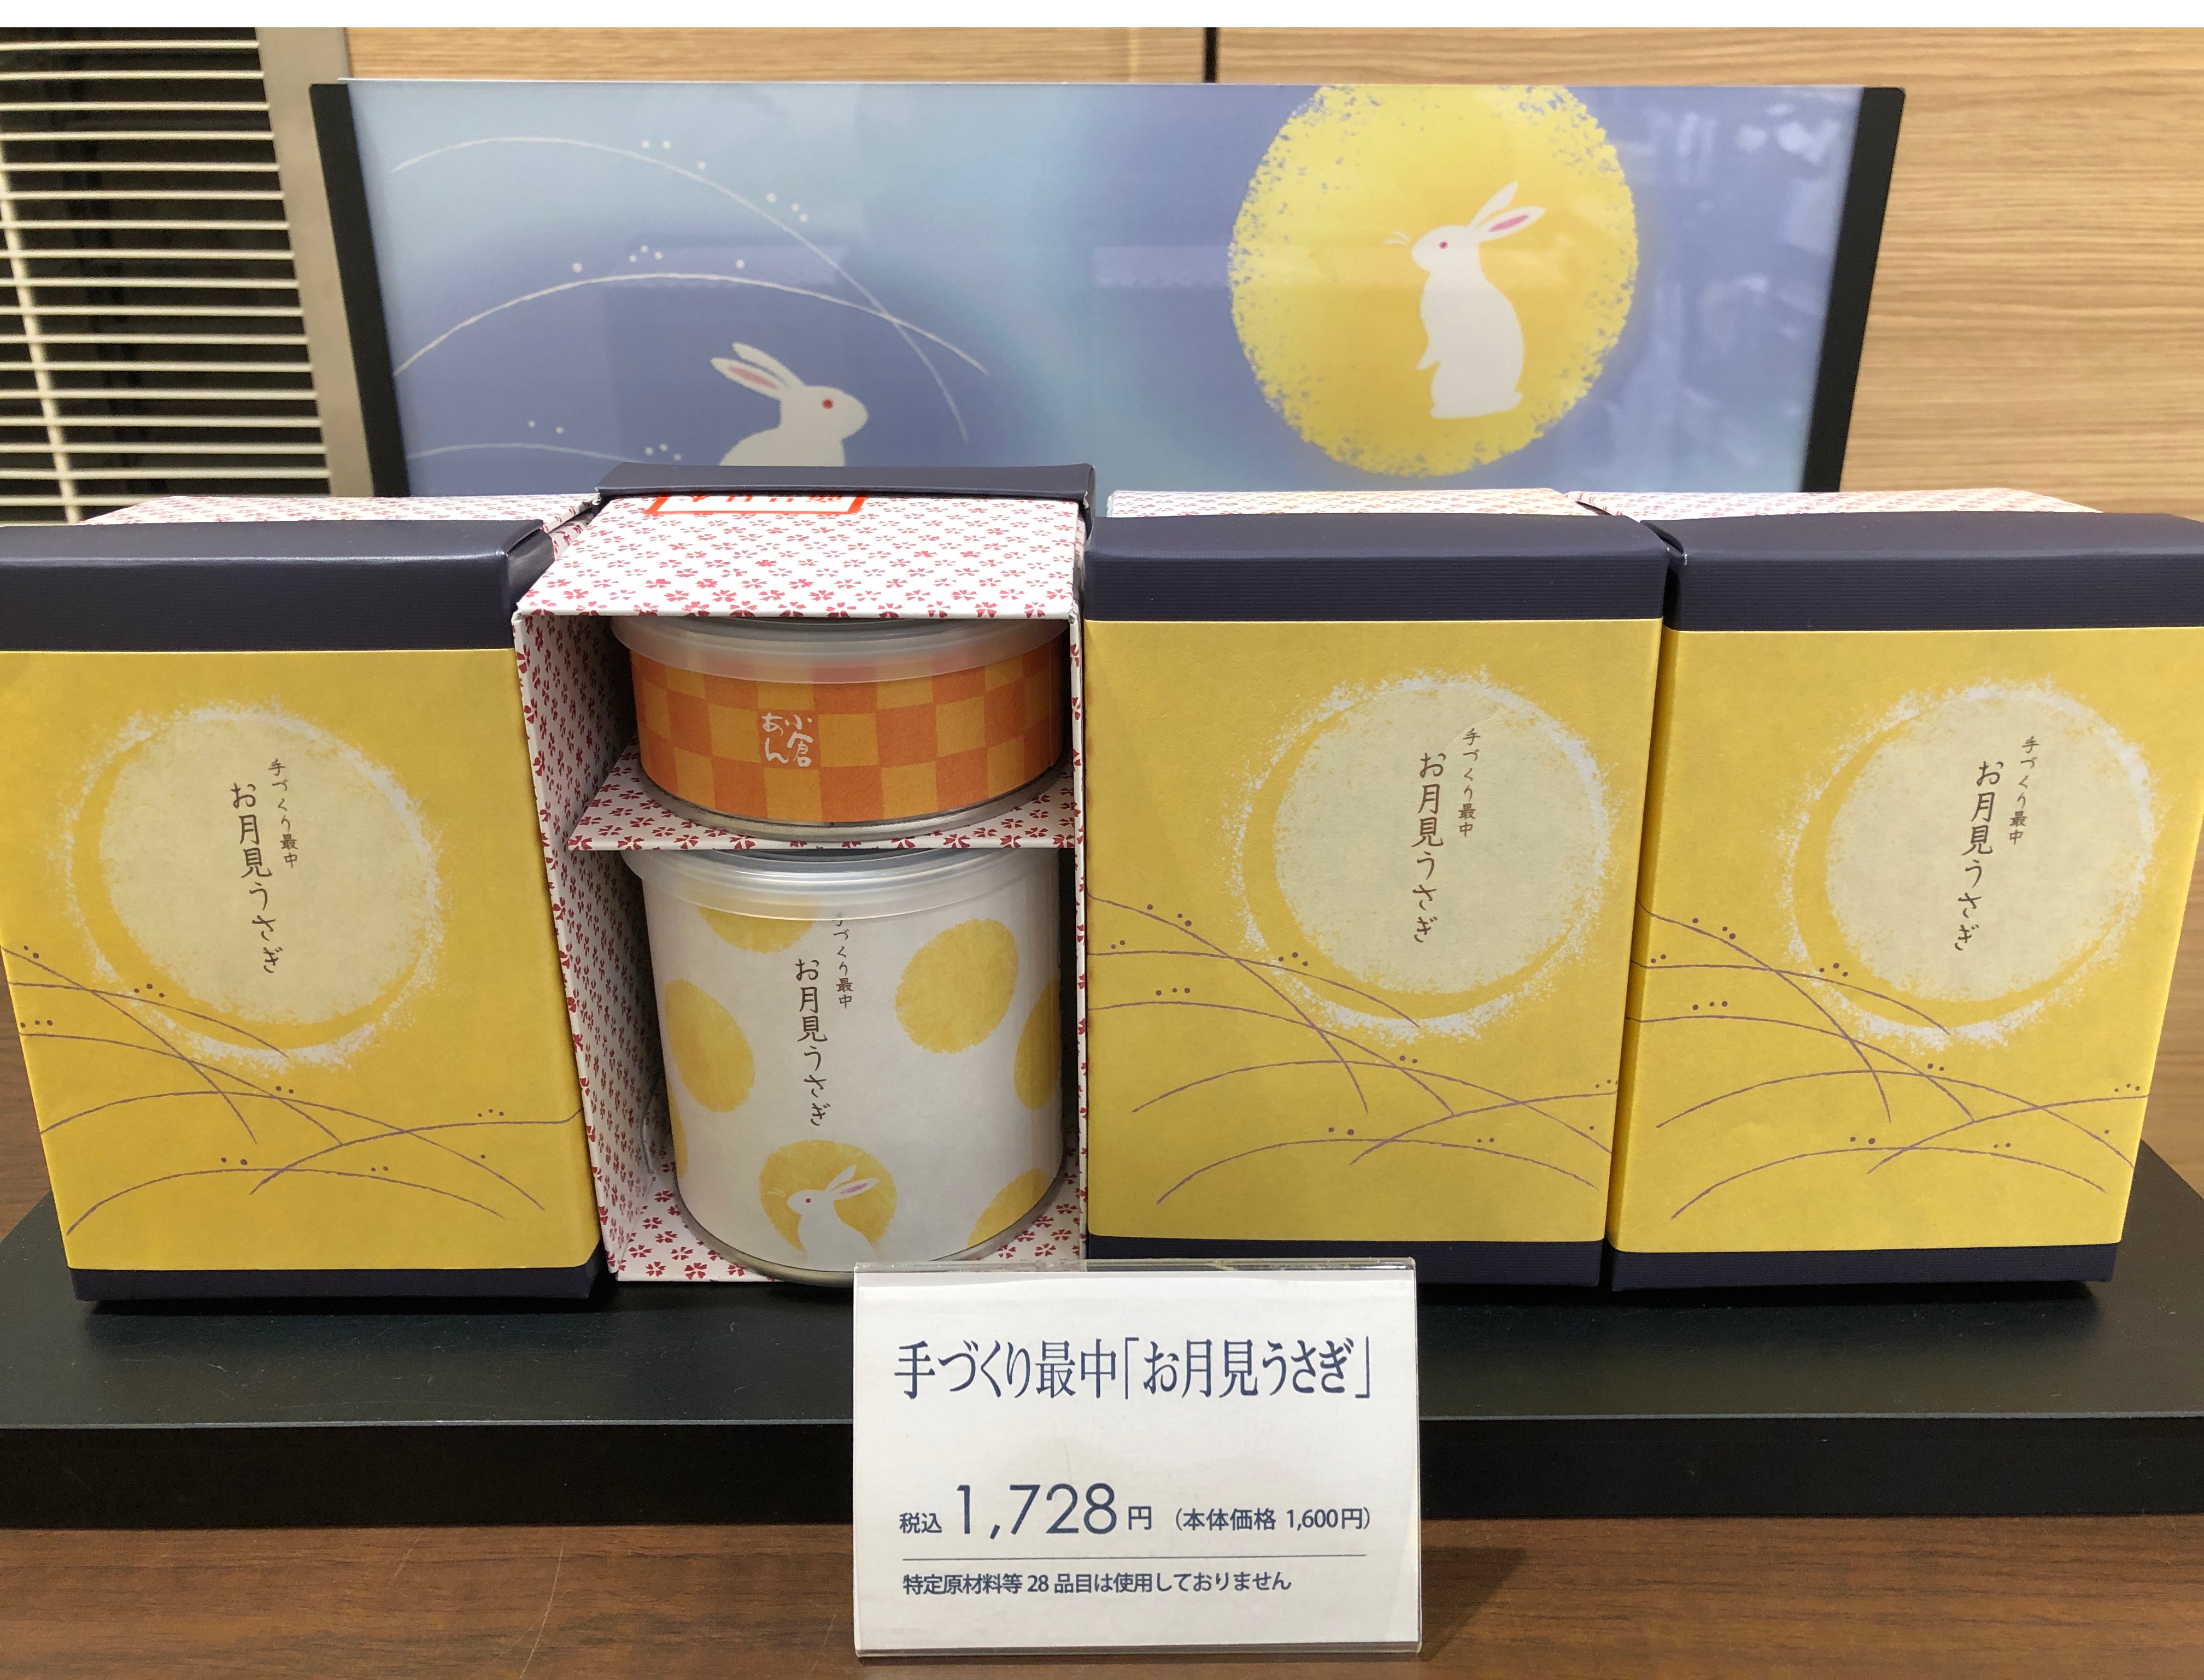 手づくり最中
お月見うさぎ
小倉
あん
手づくり最中
お月見うさぎ
手づくり最中
お月見うさぎ
手づくり最中
お月見うさぎ
手づくり最中「お月見うさぎ」
税込 1,728円 (本体価格 1,600円)
特定原材料等 28 品目は使用しておりません